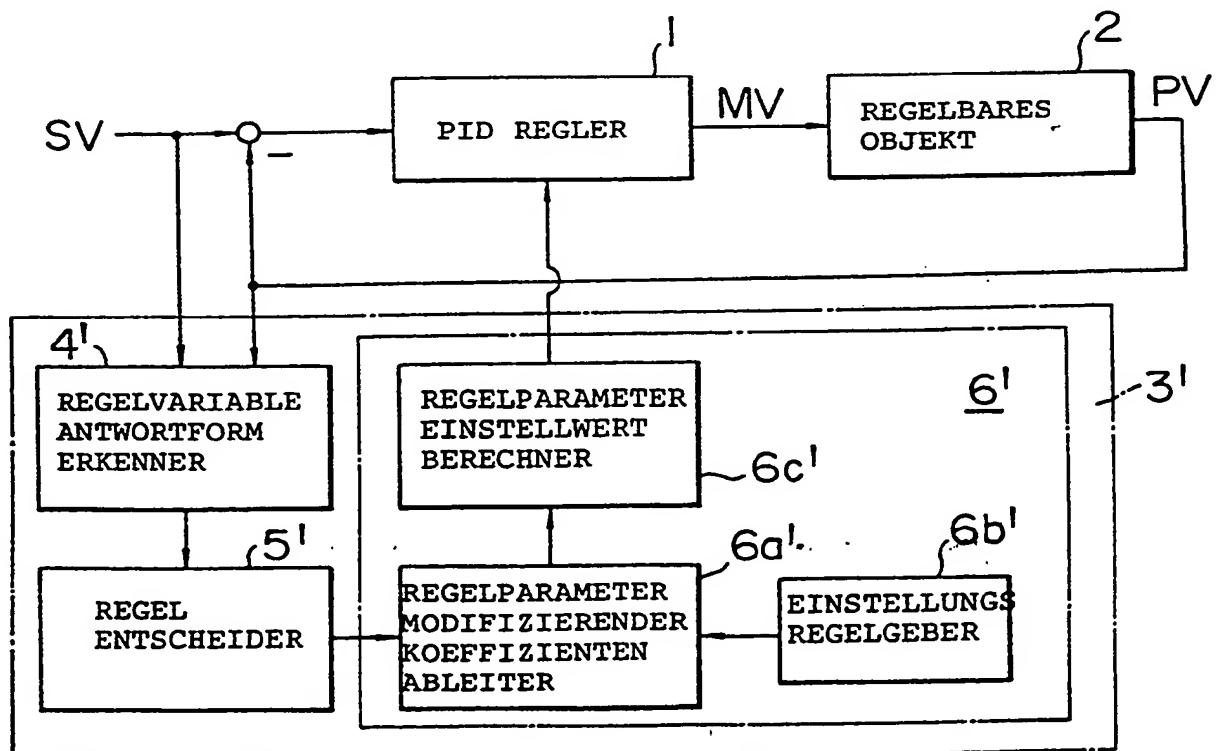 1
2
SV
−
PID REGLER
MV
REGELBARES
OBJEKT
PV
4'
REGELVARIABLE
ANTWORTFORM
ERKENNER
REGELPARAMETER
EINSTELLWERT
BERECHNER
6'
3'
6c'
5'
REGEL
ENTSCHEIDER
6a'
REGELPARAMETER
MODIFIZIERENDER
KOEFFIZIENTEN
ABLEITER
6b'
EINSTELLUNGS
REGELGEBER